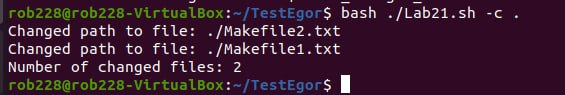 rob228@rob228-VirtualBox:~/TestEgor$ bash ./Lab21.sh -c .
Changed path to file: ./Makefile2.txt
Changed path to file: ./Makefile1.txt
Number of changed files: 2
rob228@rob228-VirtualBox:~/TestEgor$